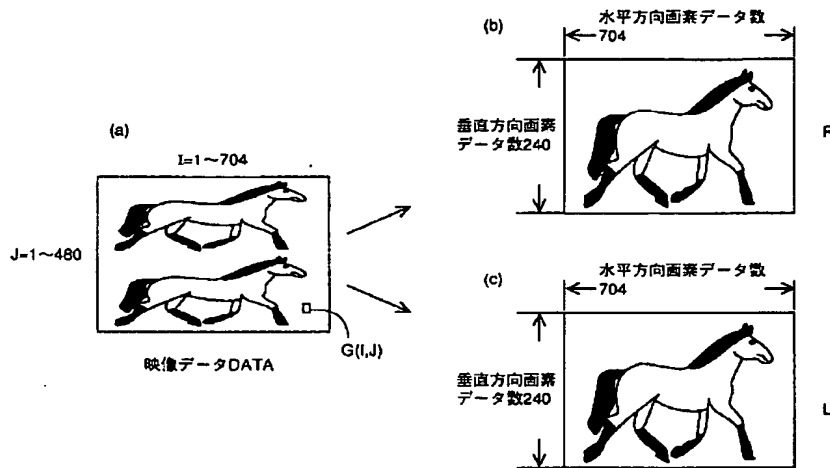 (a)
I=1～704
J=1～480
G(I,J)
映像データDATA
(b)
水平方向画素データ数
704
垂直方向画素
データ数240
R
(c)
水平方向画素データ数
704
垂直方向画素
データ数240
L